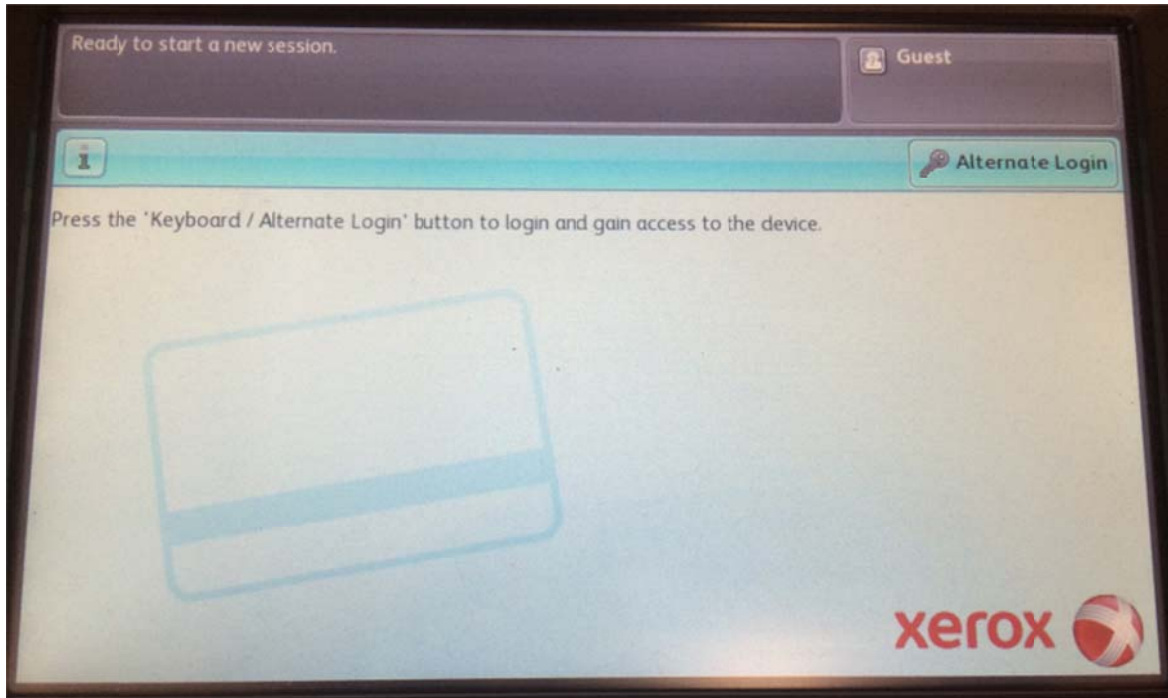 Ready to start a new session.
Guest
i
Alternate Login
Press the 'Keyboard / Alternate Login' button to login and gain access to the device.
xerox